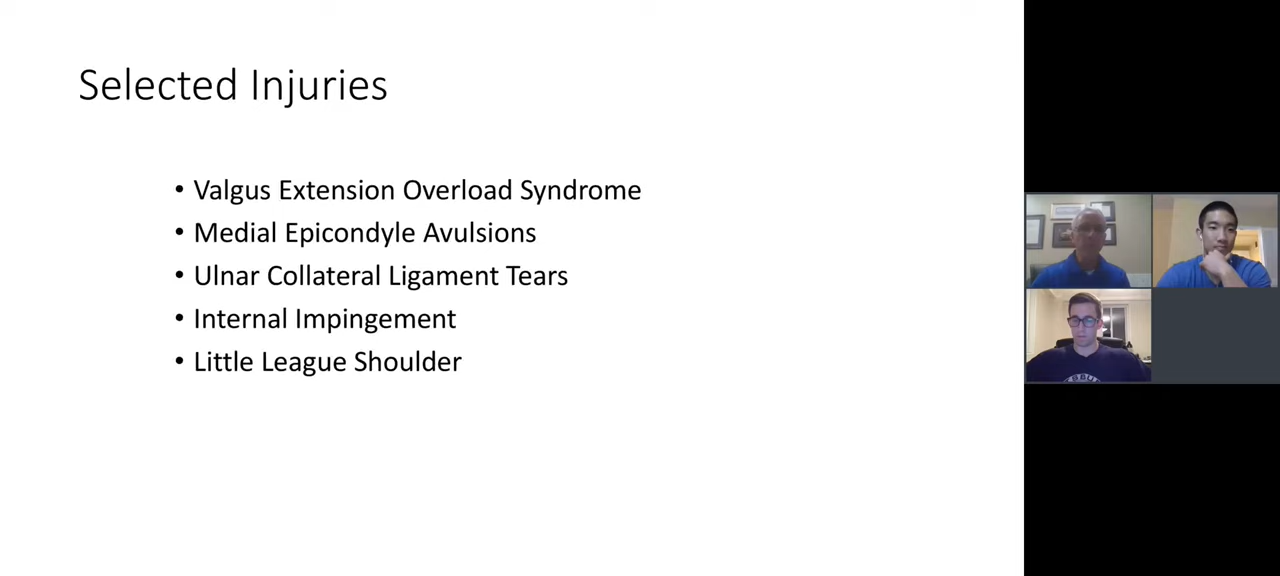 Selected Injuries
• Valgus Extension Overload Syndrome
• Medial Epicondyle Avulsions
• Ulnar Collateral Ligament Tears
• Internal Impingement
• Little League Shoulder